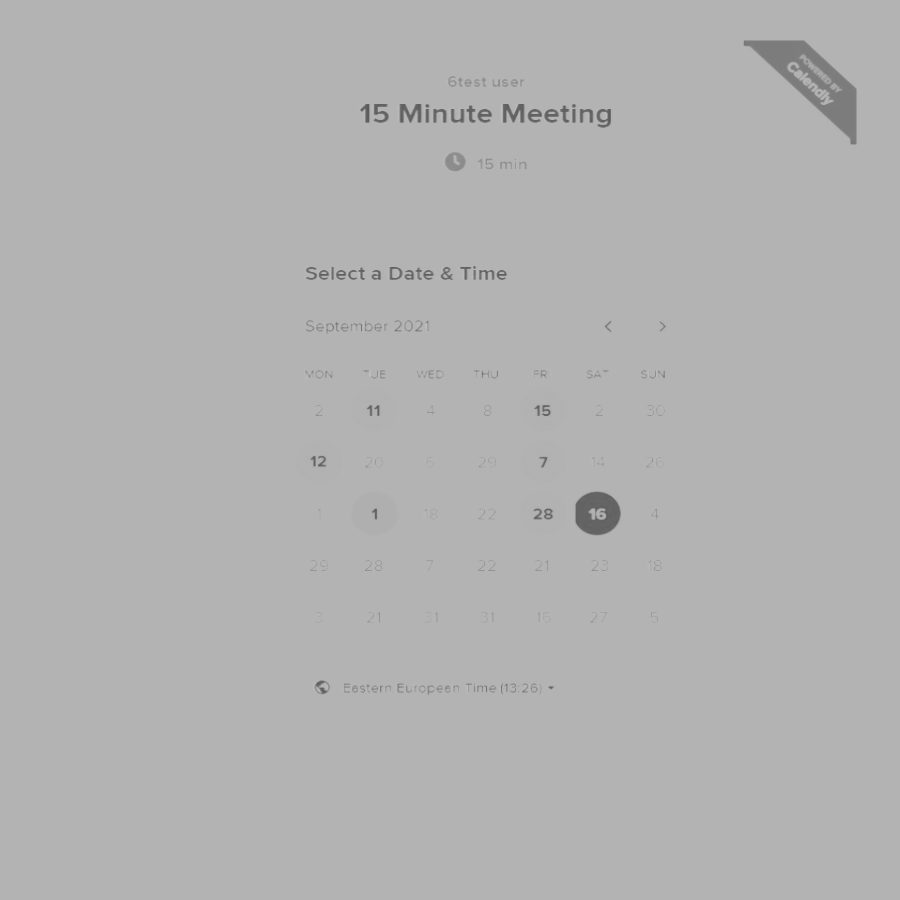 6test user
15 Minute Meeting
15 min
POWERED BY
Calendly
Select a Date & Time
September 2021
MON TUE WED THU FRI SAT SUN
2 11 4 8 15 2 30
12 20 6 29 7 14 26
1 1 18 22 28 16 4
29 28 7 22 21 23 18
3 21 31 31 16 27 5
Eestern Europeen Time (13:26)